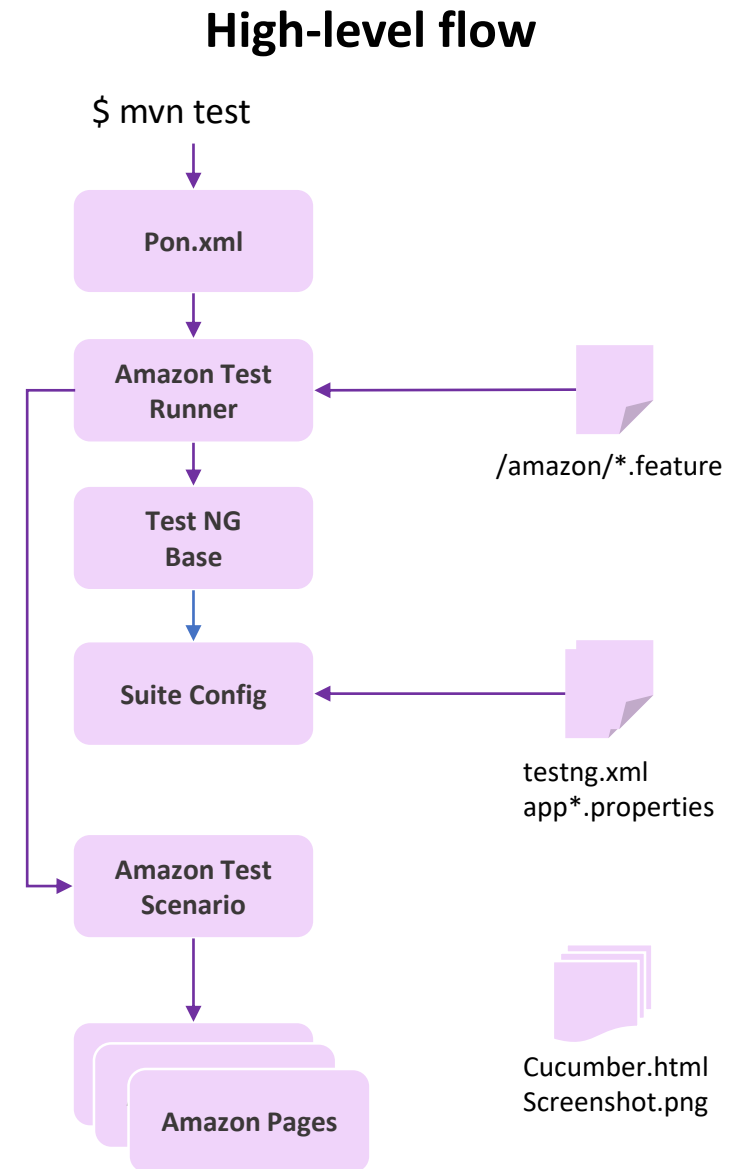 High-level flow
$ mvn test
Pon.xml
Amazon Test
Runner
/amazon/*.feature
Test NG
Base
Suite Config
testng.xml
app*.properties
Amazon Test
Scenario
Cucumber.html
Screenshot.png
Amazon Pages